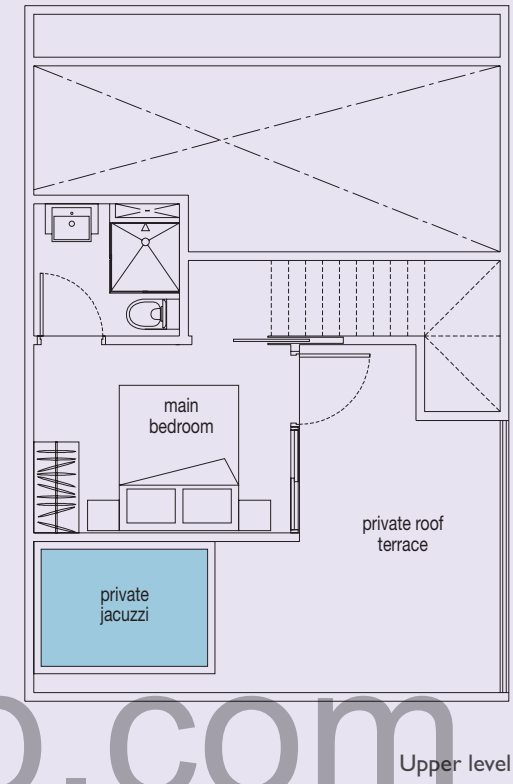 main
bedroom
private roof
terrace
private
jacuzzi
o.com
Upper level